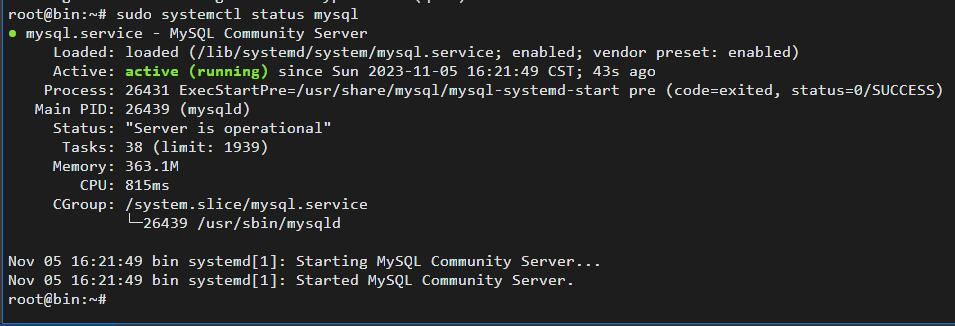 root@bin:~# sudo systemctl status mysql
● mysql.service - MySQL Community Server
     Loaded: loaded (/lib/systemd/system/mysql.service; enabled; vendor preset: enabled)
     Active: active (running) since Sun 2023-11-05 16:21:49 CST; 43s ago
    Process: 26431 ExecStartPre=/usr/share/mysql/mysql-systemd-start pre (code=exited, status=0/SUCCESS)
   Main PID: 26439 (mysqld)
     Status: "Server is operational"
      Tasks: 38 (limit: 1939)
     Memory: 363.1M
        CPU: 815ms
     CGroup: /system.slice/mysql.service
             └─26439 /usr/sbin/mysqld
Nov 05 16:21:49 bin systemd[1]: Starting MySQL Community Server...
Nov 05 16:21:49 bin systemd[1]: Started MySQL Community Server.
root@bin:~#